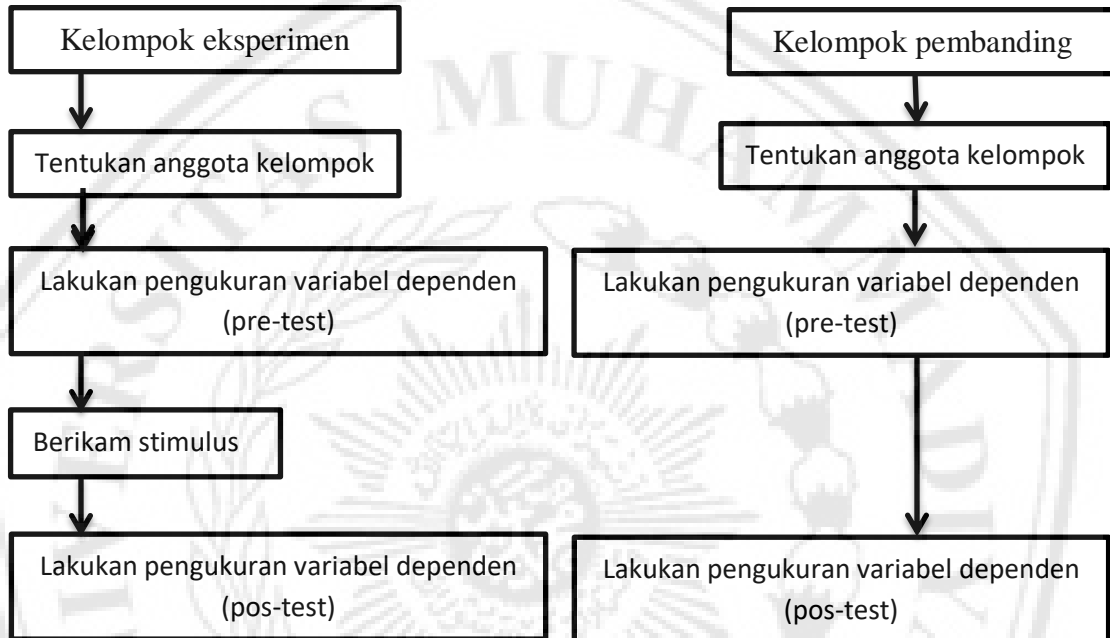 Kelompok eksperimen
Tentukan anggota kelompok
Lakukan pengukuran variabel dependen
(pre-test)
Berikam stimulus
Lakukan pengukuran variabel dependen
(pos-test)
Kelompok pembanding
Tentukan anggota kelompok
Lakukan pengukuran variabel dependen
(pre-test)
Lakukan pengukuran variabel dependen
(pos-test)